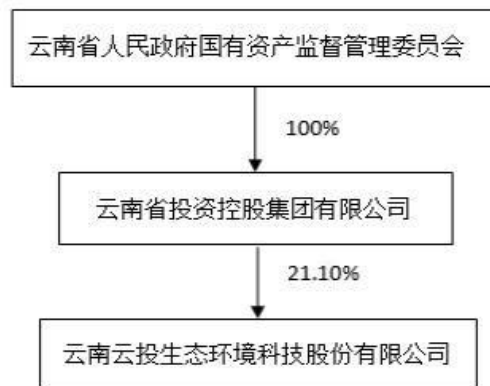 云南省人民政府国有资产监督管理委员会
100%
云南省投资控股集团有限公司
21.10%
云南云投生态环境科技股份有限公司